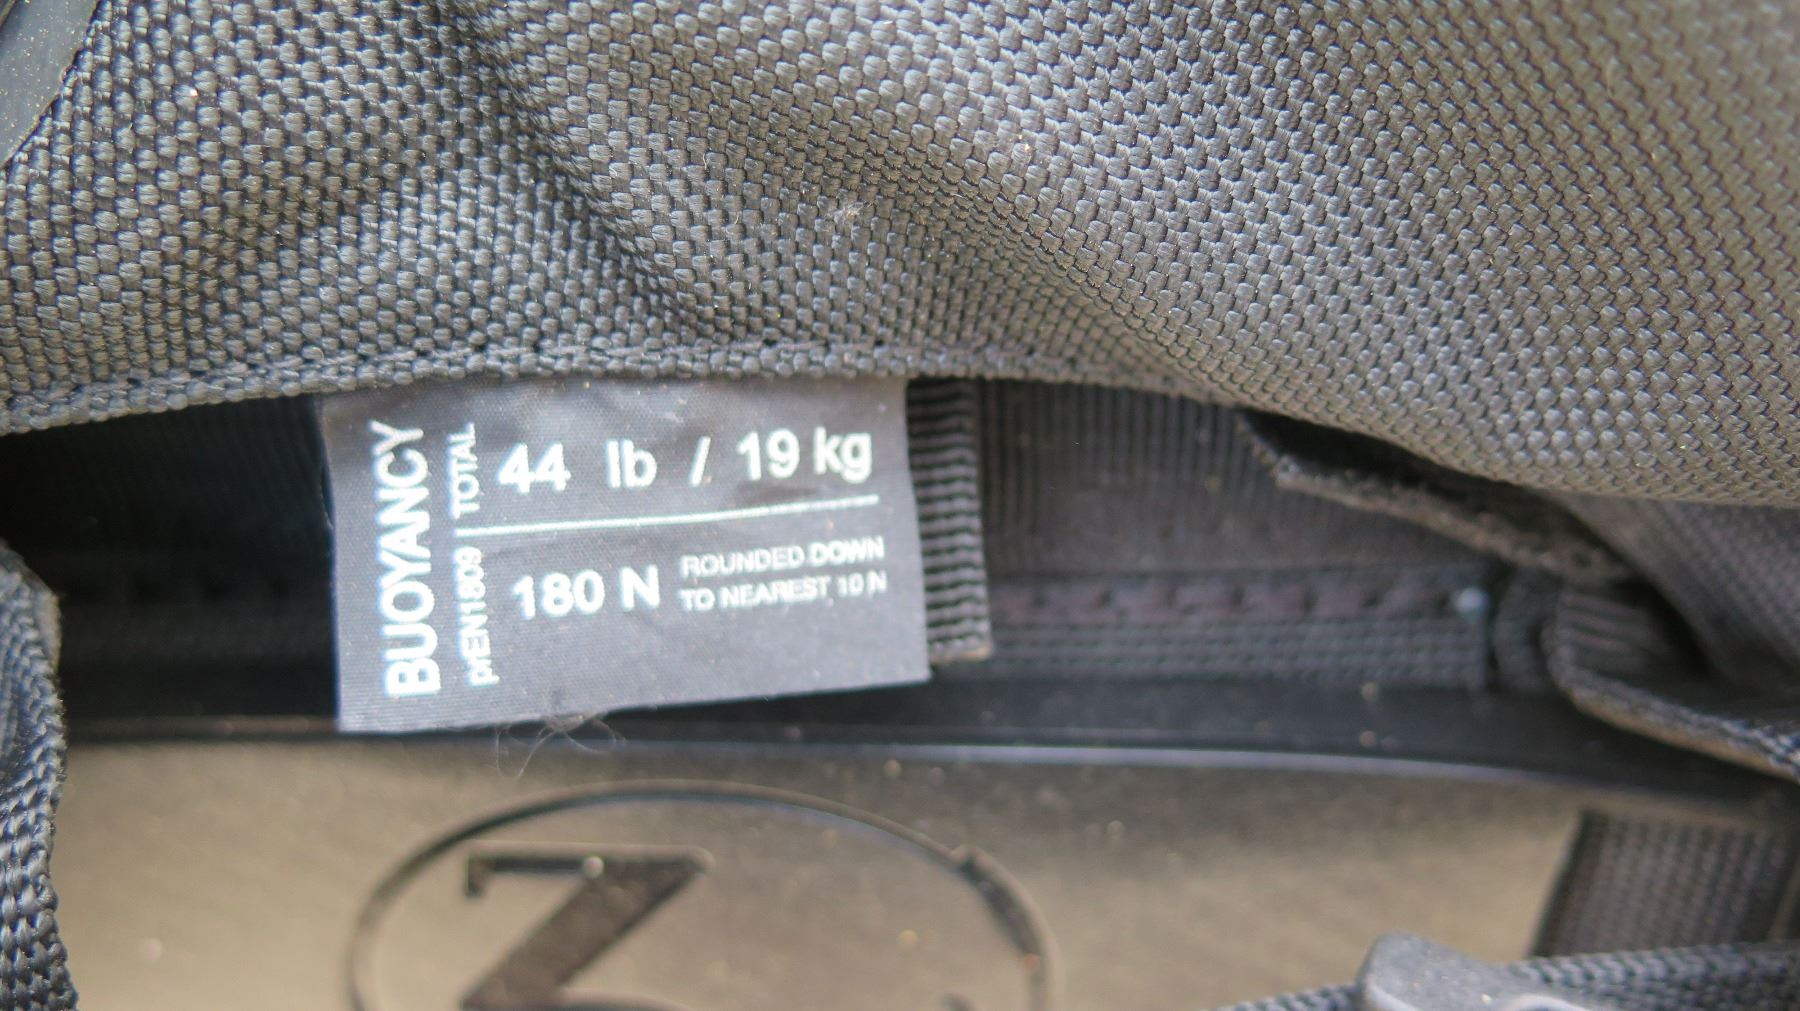 BUOYANCY
prEN1809 TOTAL
44 lb / 19 kg
180 N
ROUNDED DOWN
TO NEAREST 10 N